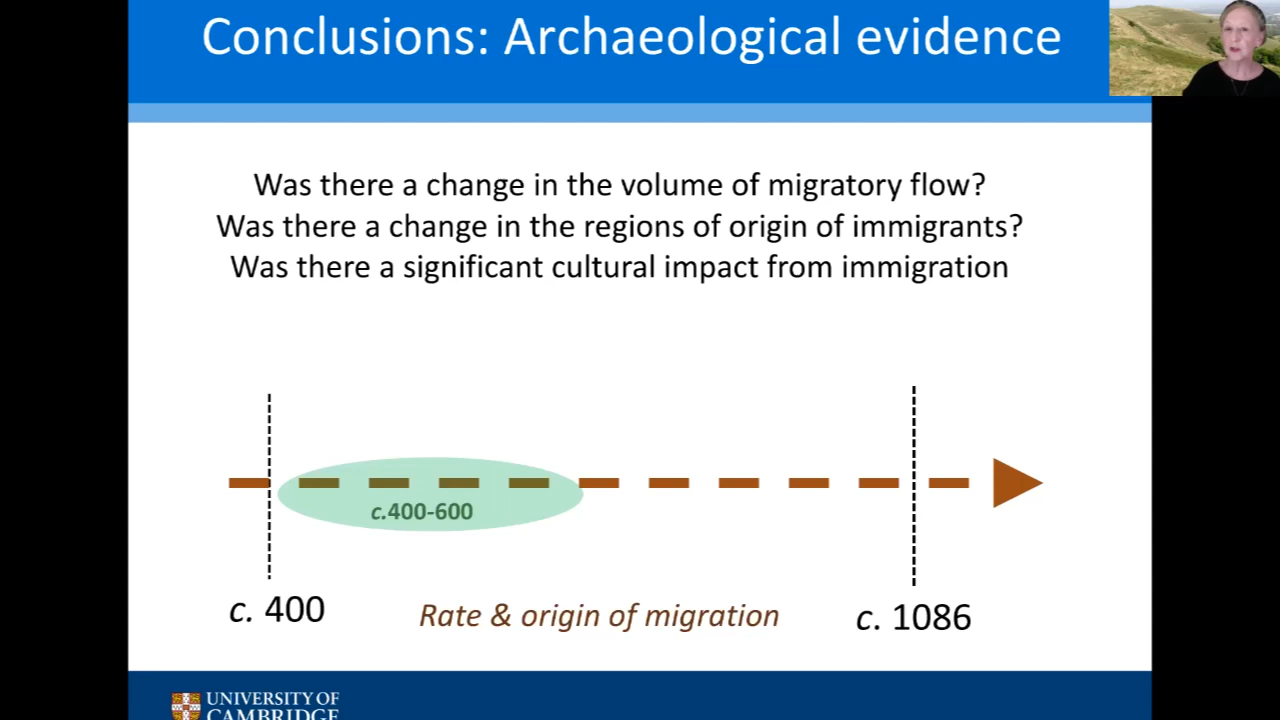 Conclusions: Archaeological evidence
Was there a change in the volume of migratory flow?
Was there a change in the regions of origin of immigrants?
Was there a significant cultural impact from immigration
c.400-600
c. 400
Rate & origin of migration
c. 1086
UNIVERSITY OF
CAMBRIDGE